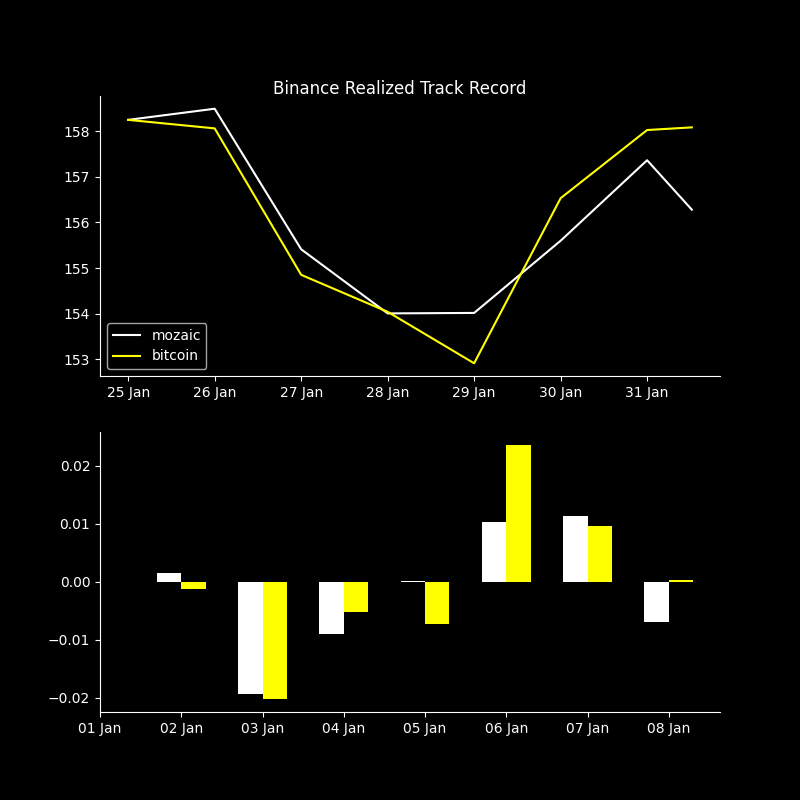 Binance Realized Track Record
158
157
156
155
154
153
mozaic
bitcoin
25 Jan 26 Jan 27 Jan 28 Jan 29 Jan 30 Jan 31 Jan
0.02
0.01
0.00
−0.01
−0.02
01 Jan 02 Jan 03 Jan 04 Jan 05 Jan 06 Jan 07 Jan 08 Jan